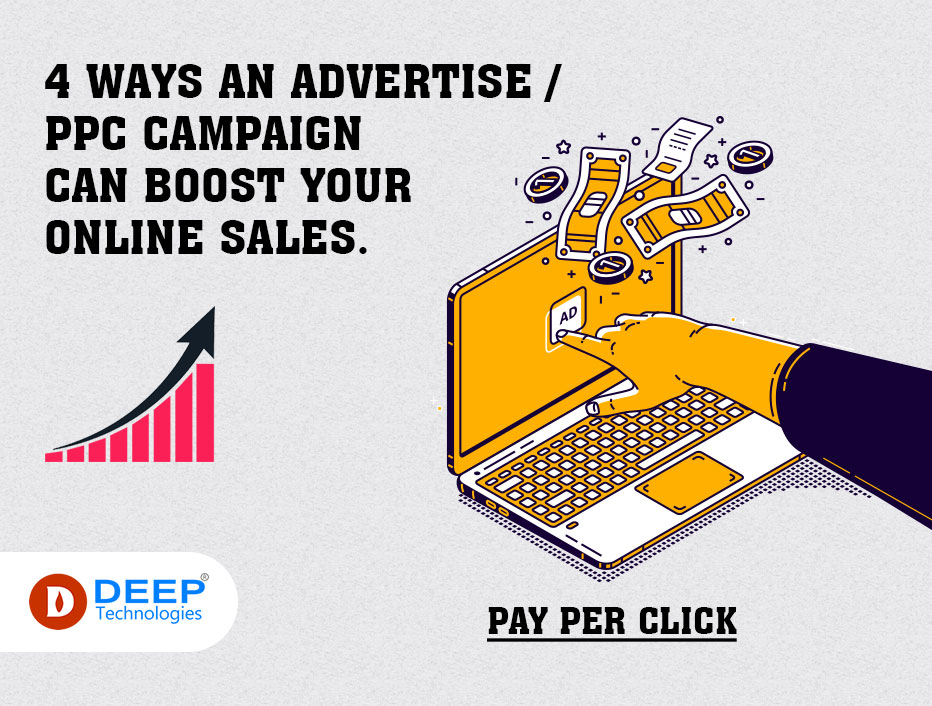 4 WAYS AN ADVERTISE /
PPC CAMPAIGN
CAN BOOST YOUR
ONLINE SALES.
AD
DEEP®
Technologies
PAY PER CLICK